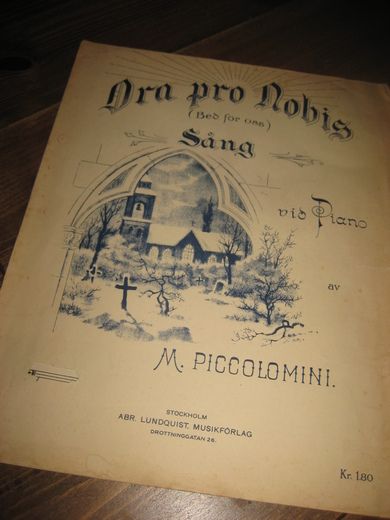 Ora pro Nobis
(Bed för oss)
Sång
vid Piano
av
M. PICCOLOMINI.
STOCKHOLM
ABR. LUNDQUIST, MUSIKFÖRLAG
DROTTNINGGATAN 26.
Kr. 1.80